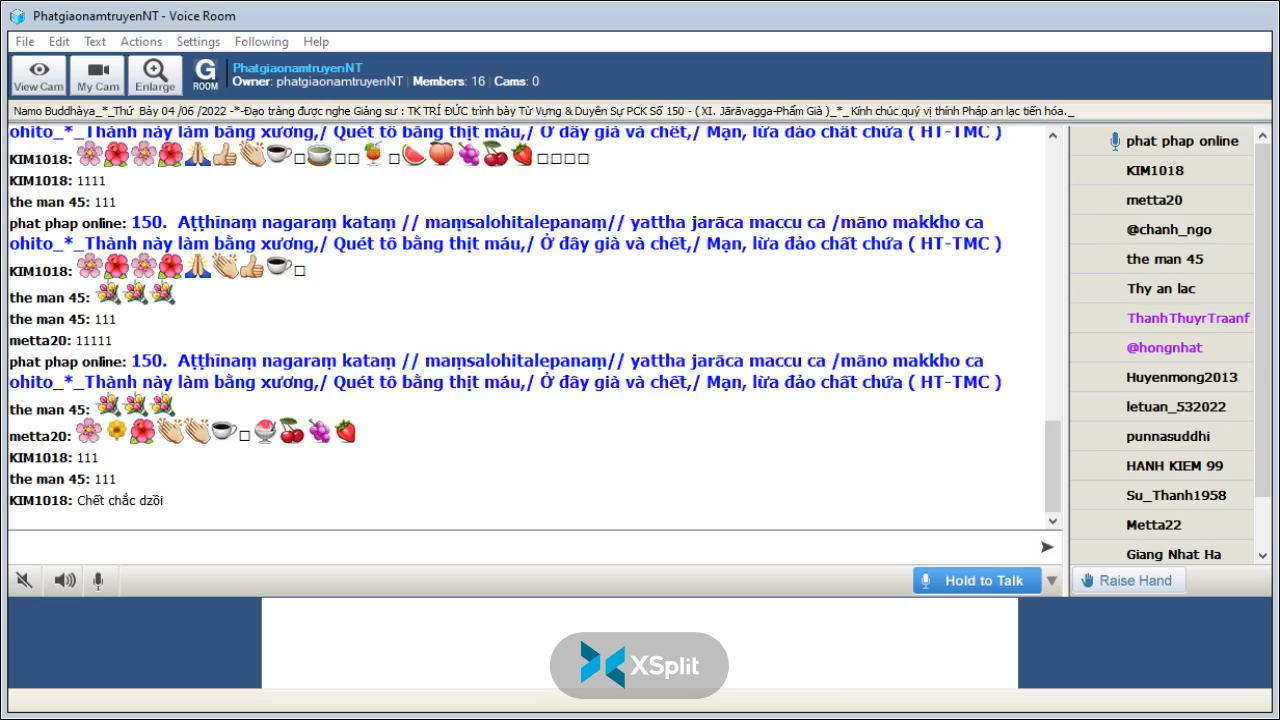 PhatgiaonamtruyenNT - Voice Room
File Edit Text Actions Settings Following Help
View Cam My Cam Enlarge G ROOM
PhatgiaonamtruyenNT
Owner: phatgiaonamtruyenNT | Members: 16 | Cams: 0
Namo Buddhàya_*_Thứ Bảy 04 /06 /2022 -*-Đạo tràng được nghe Giảng sư : TK TRÍ ĐỨC trình bày Từ Vựng & Duyên Sự PCK Số 150 - ( XI. Jarāvagga-Phẩm Già )_*_Kính chúc quý vị thính Pháp an lạc tiến hóa._
ohito_*_Thành này làm bằng xương,/ Quét tô bằng thịt máu,/ Ở đây già và chết,/ Mạn, lừa đảo chất chứa ( HT-TMC )
KIM1018:
KIM1018: 1111
the man 45: 111
phat phap online: 150. Aṭṭhīnaṃ nagaraṃ kataṃ // maṃsalohitalepanaṃ// yattha jarāca maccu ca /māno makkho ca
ohito_*_Thành này làm bằng xương,/ Quét tô bằng thịt máu,/ Ở đây già và chết,/ Mạn, lừa đảo chất chứa ( HT-TMC )
KIM1018:
the man 45:
the man 45: 111
metta20: 11111
phat phap online: 150. Aṭṭhīnaṃ nagaraṃ kataṃ // maṃsalohitalepanaṃ// yattha jarāca maccu ca /māno makkho ca
ohito_*_Thành này làm bằng xương,/ Quét tô bằng thịt máu,/ Ở đây già và chết,/ Mạn, lừa đảo chất chứa ( HT-TMC )
the man 45:
metta20:
KIM1018: 111
the man 45: 111
KIM1018: Chết chắc dzồi
phat phap online
KIM1018
metta20
@chanh_ngo
the man 45
Thy an lac
ThanhThuyrTraanf
@hongnhat
Huyenmong2013
letuan_532022
punnasuddhi
HANH KIEM 99
Su_Thanh1958
Metta22
Giang Nhat Ha
Hold to Talk
Raise Hand
XSplit